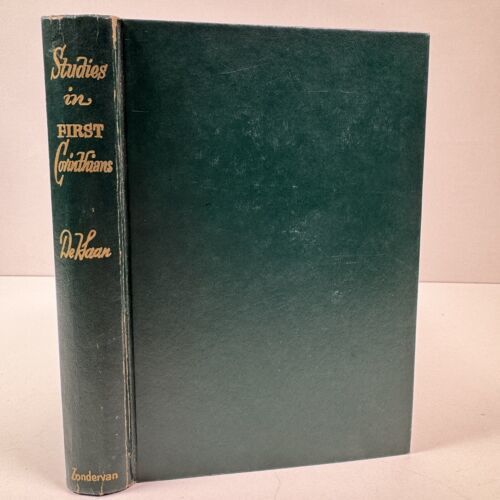 Studies
in
FIRST
Corinthians
DeHaan
Zondervan